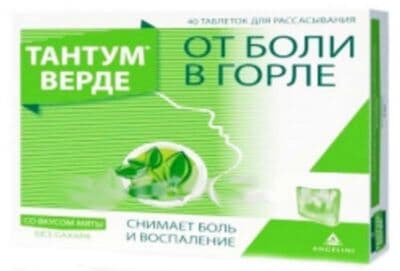 40 ТАБЛЕТОК ДЛЯ РАССАСЫВАНИЯ
ТАНТУМ®
ВЕРДЕ
ОТ БОЛИ
В ГОРЛЕ
СО ВКУСОМ МЯТЫ
БЕЗ САХАРА
СНИМАЕТ БОЛЬ
И ВОСПАЛЕНИЕ
ANGELINI